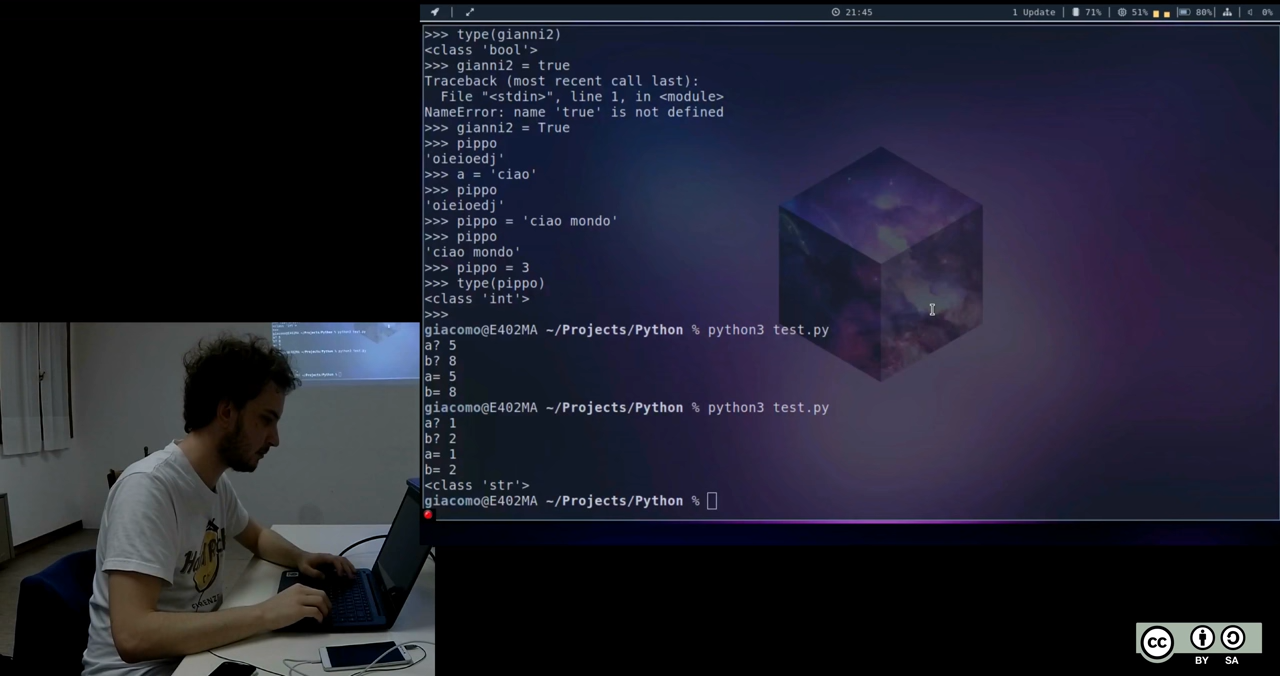 21:45
1 Update | 71% | 51% | 80%| | 0%
>>> type(gianni2)
<class 'bool'>
>>> gianni2 = true
Traceback (most recent call last):
  File "<stdin>", line 1, in <module>
NameError: name 'true' is not defined
>>> gianni2 = True
>>> pippo
'oieioedj'
>>> a = 'ciao'
>>> pippo
'oieioedj'
>>> pippo = 'ciao mondo'
>>> pippo
'ciao mondo'
>>> pippo = 3
>>> type(pippo)
<class 'int'>
>>>
giacomo@E402MA ~/Projects/Python % python3 test.py
a? 5
b? 8
a= 5
b= 8
giacomo@E402MA ~/Projects/Python % python3 test.py
a? 1
b? 2
a= 1
b= 2
<class 'str'>
giacomo@E402MA ~/Projects/Python %
cc
BY SA